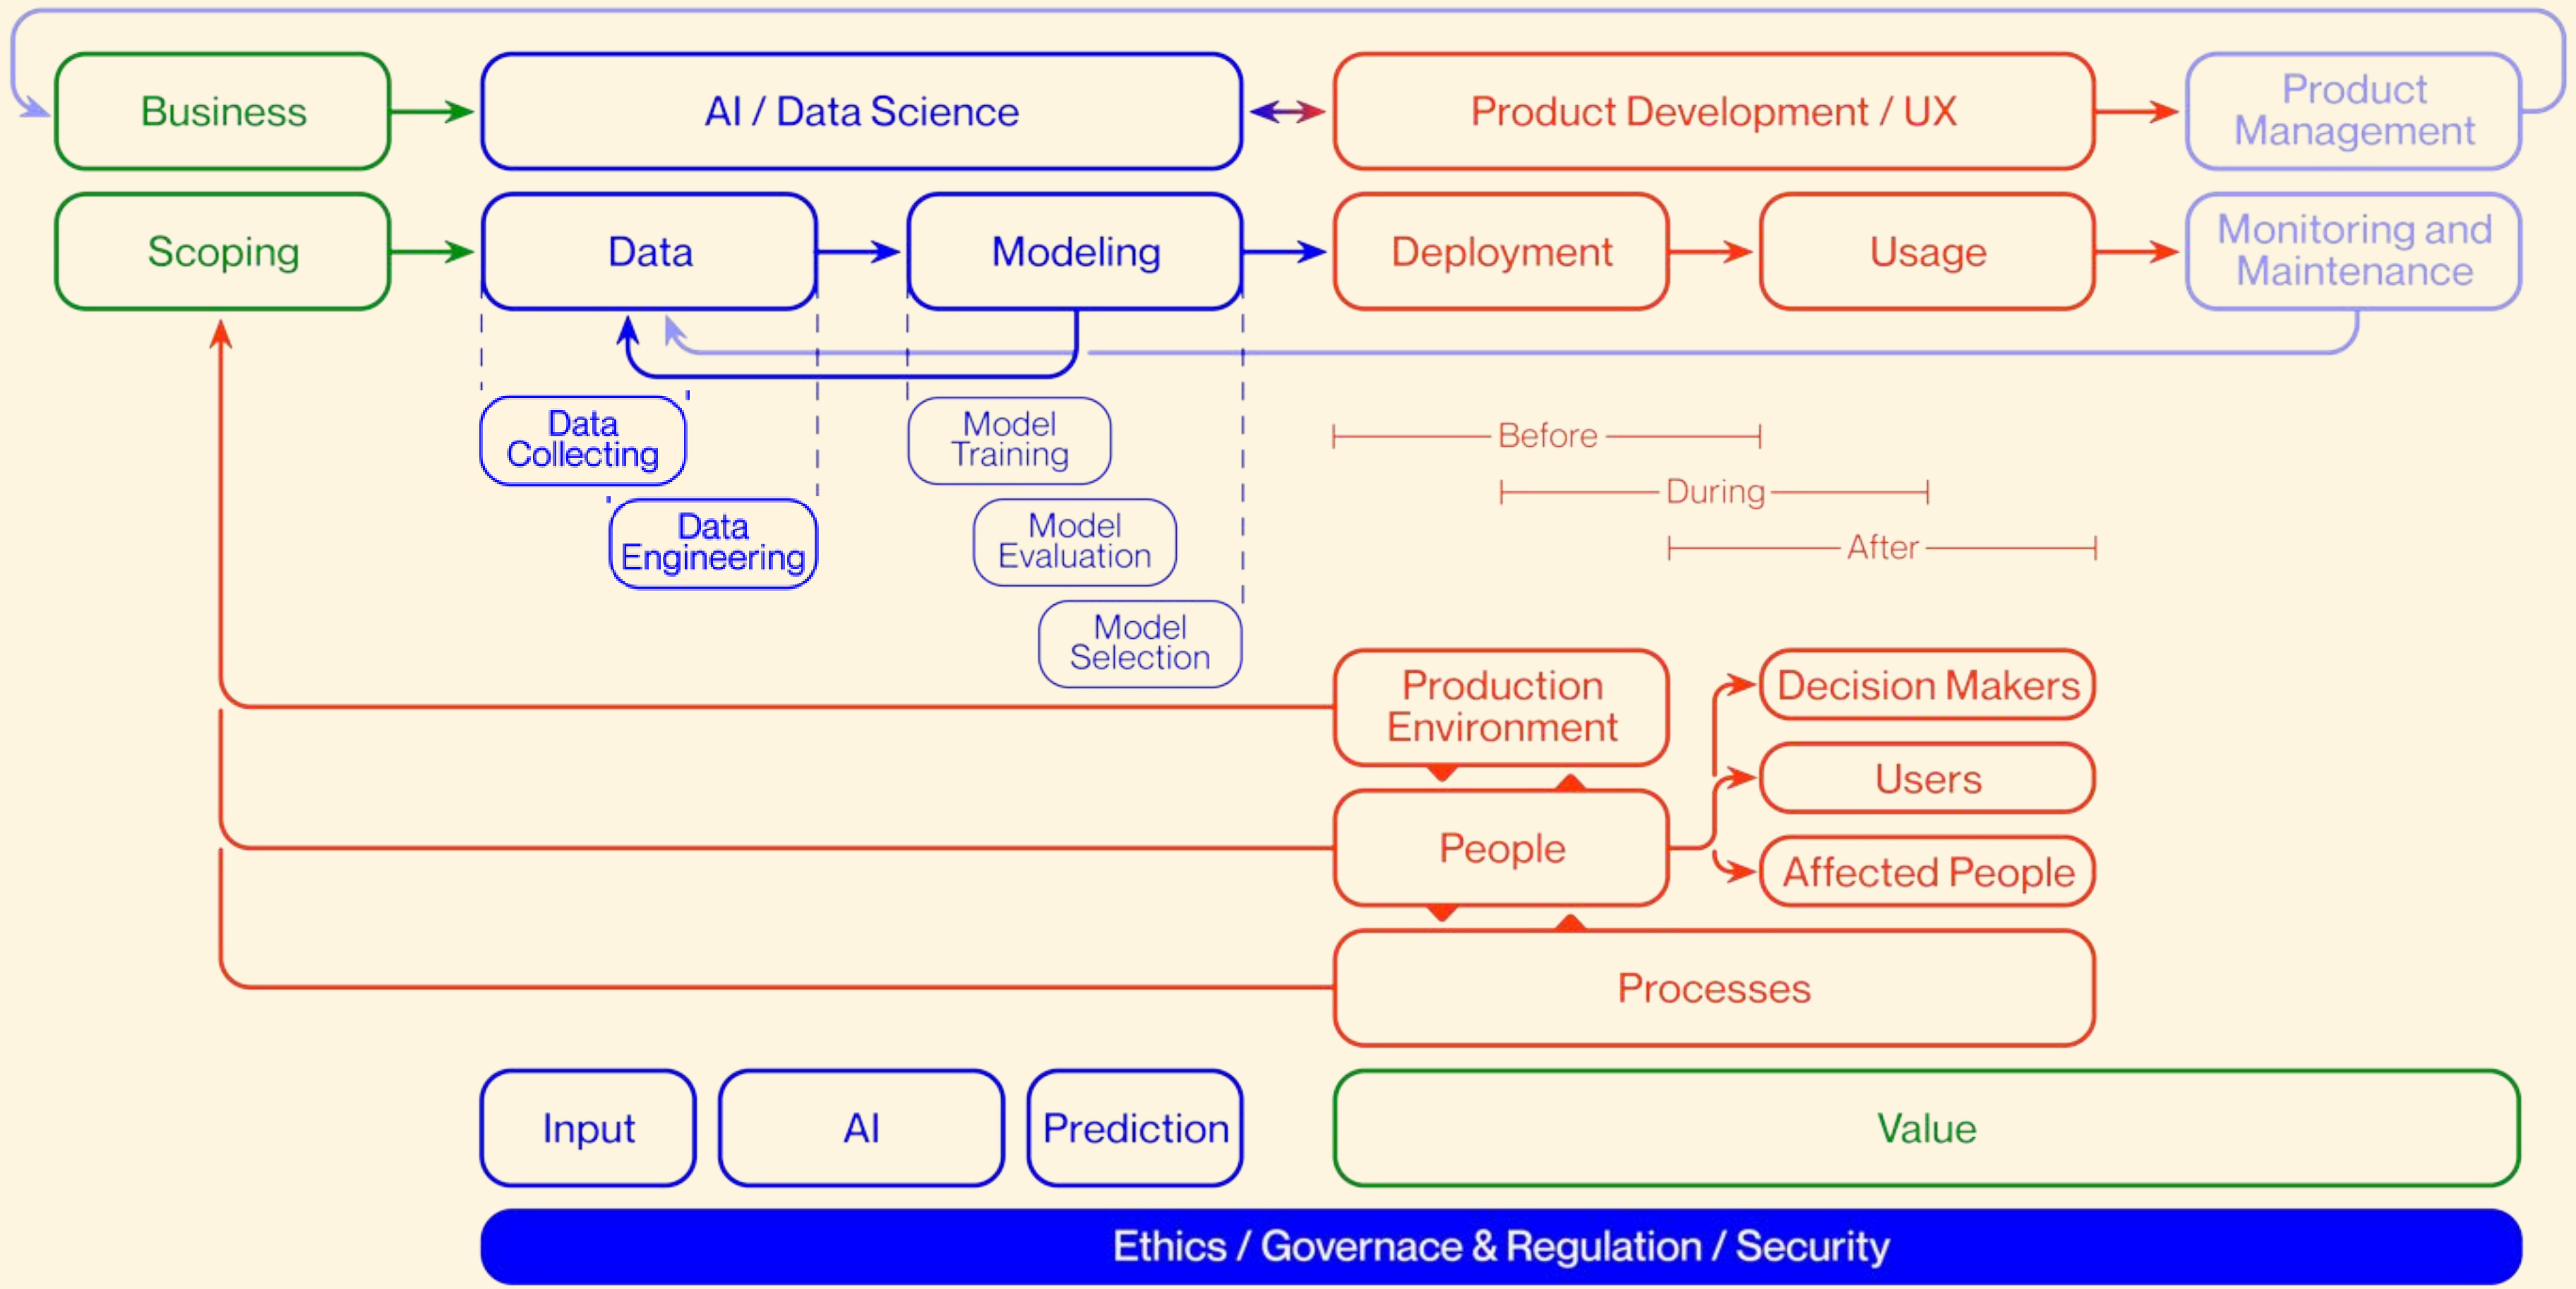 Business
AI / Data Science
Product Development / UX
Product
Management
Scoping
Data
Modeling
Deployment
Usage
Monitoring and
Maintenance
Data
Collecting
Data
Engineering
Model
Training
Model
Evaluation
Model
Selection
Before
During
After
Production
Environment
Decision Makers
Users
People
Affected People
Processes
Input
AI
Prediction
Value
Ethics / Governace & Regulation / Security